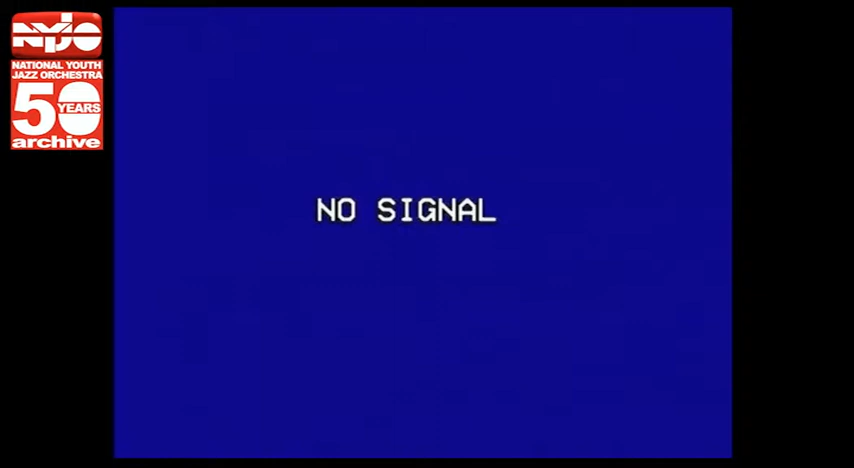 NYJO
NATIONAL YOUTH
JAZZ ORCHESTRA
50
YEARS
archive
NO SIGNAL